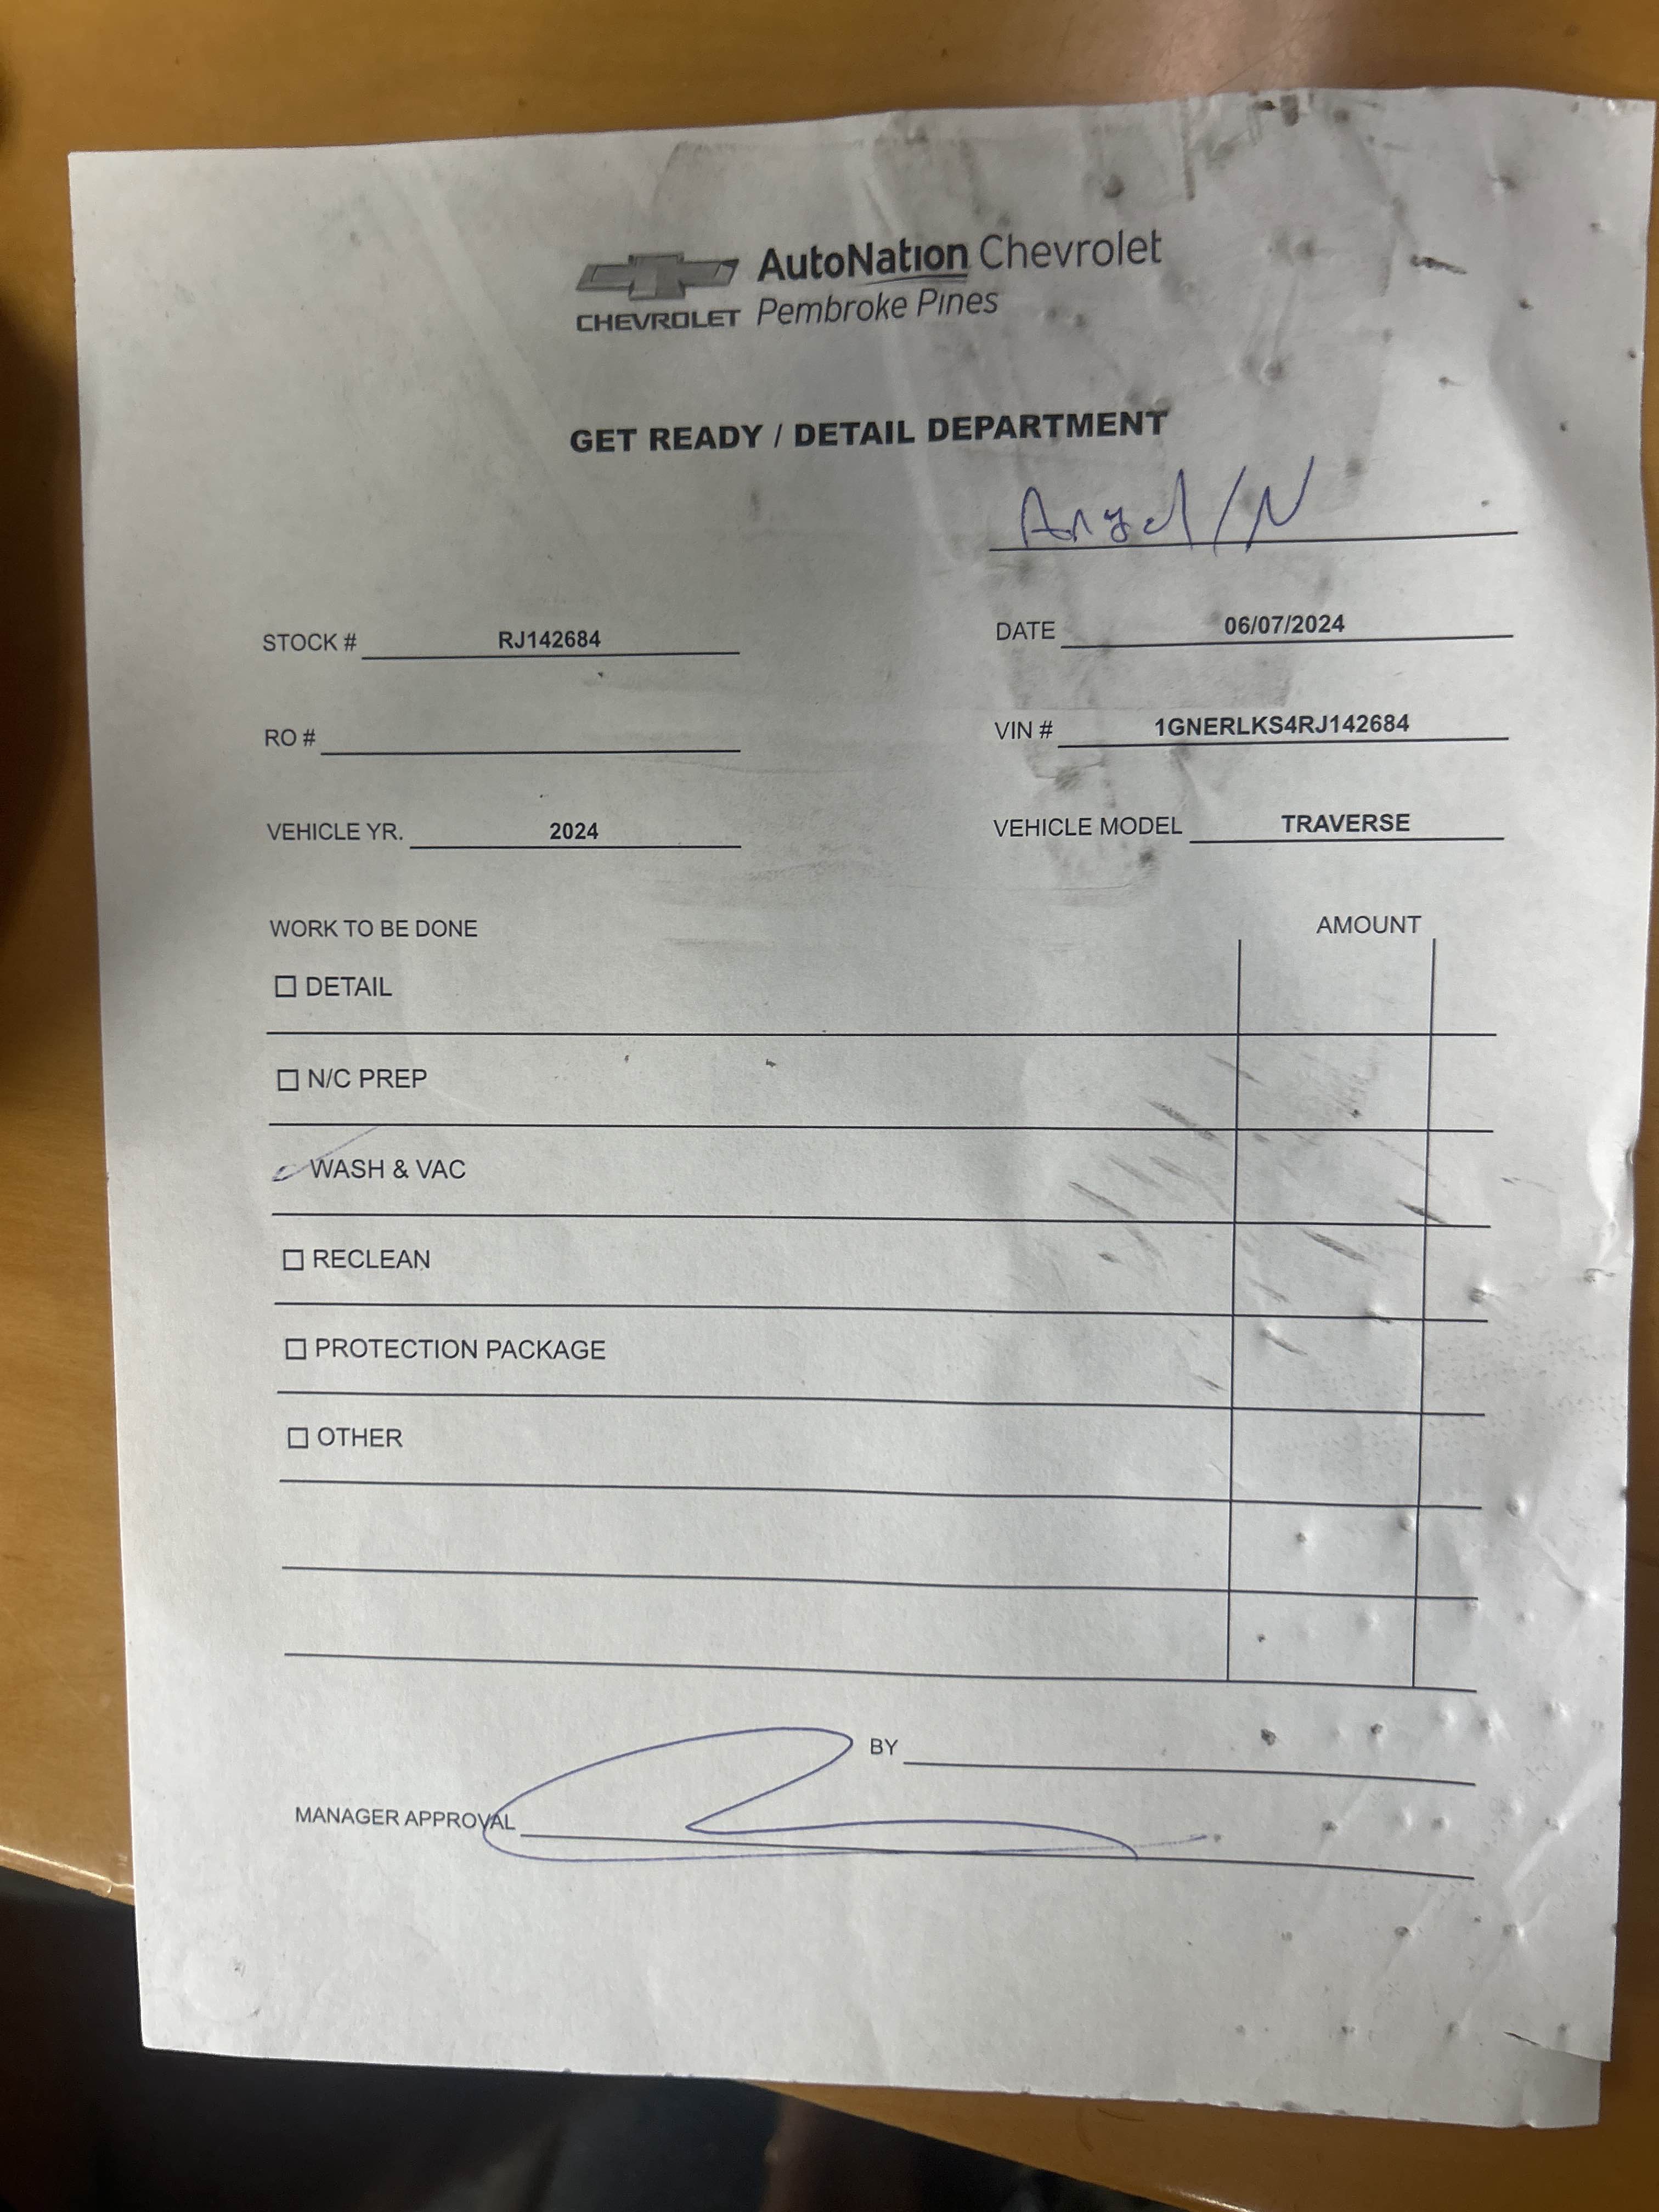 AutoNation Chevrolet
CHEVROLET Pembroke Pines
GET READY / DETAIL DEPARTMENT
Angel/N
STOCK # RJ142684 DATE 06/07/2024
RO # VIN # 1GNERLKS4RJ142684
VEHICLE YR. 2024 VEHICLE MODEL TRAVERSE
WORK TO BE DONE AMOUNT
DETAIL
N/C PREP
WASH & VAC
RECLEAN
PROTECTION PACKAGE
OTHER
BY
MANAGER APPROVAL